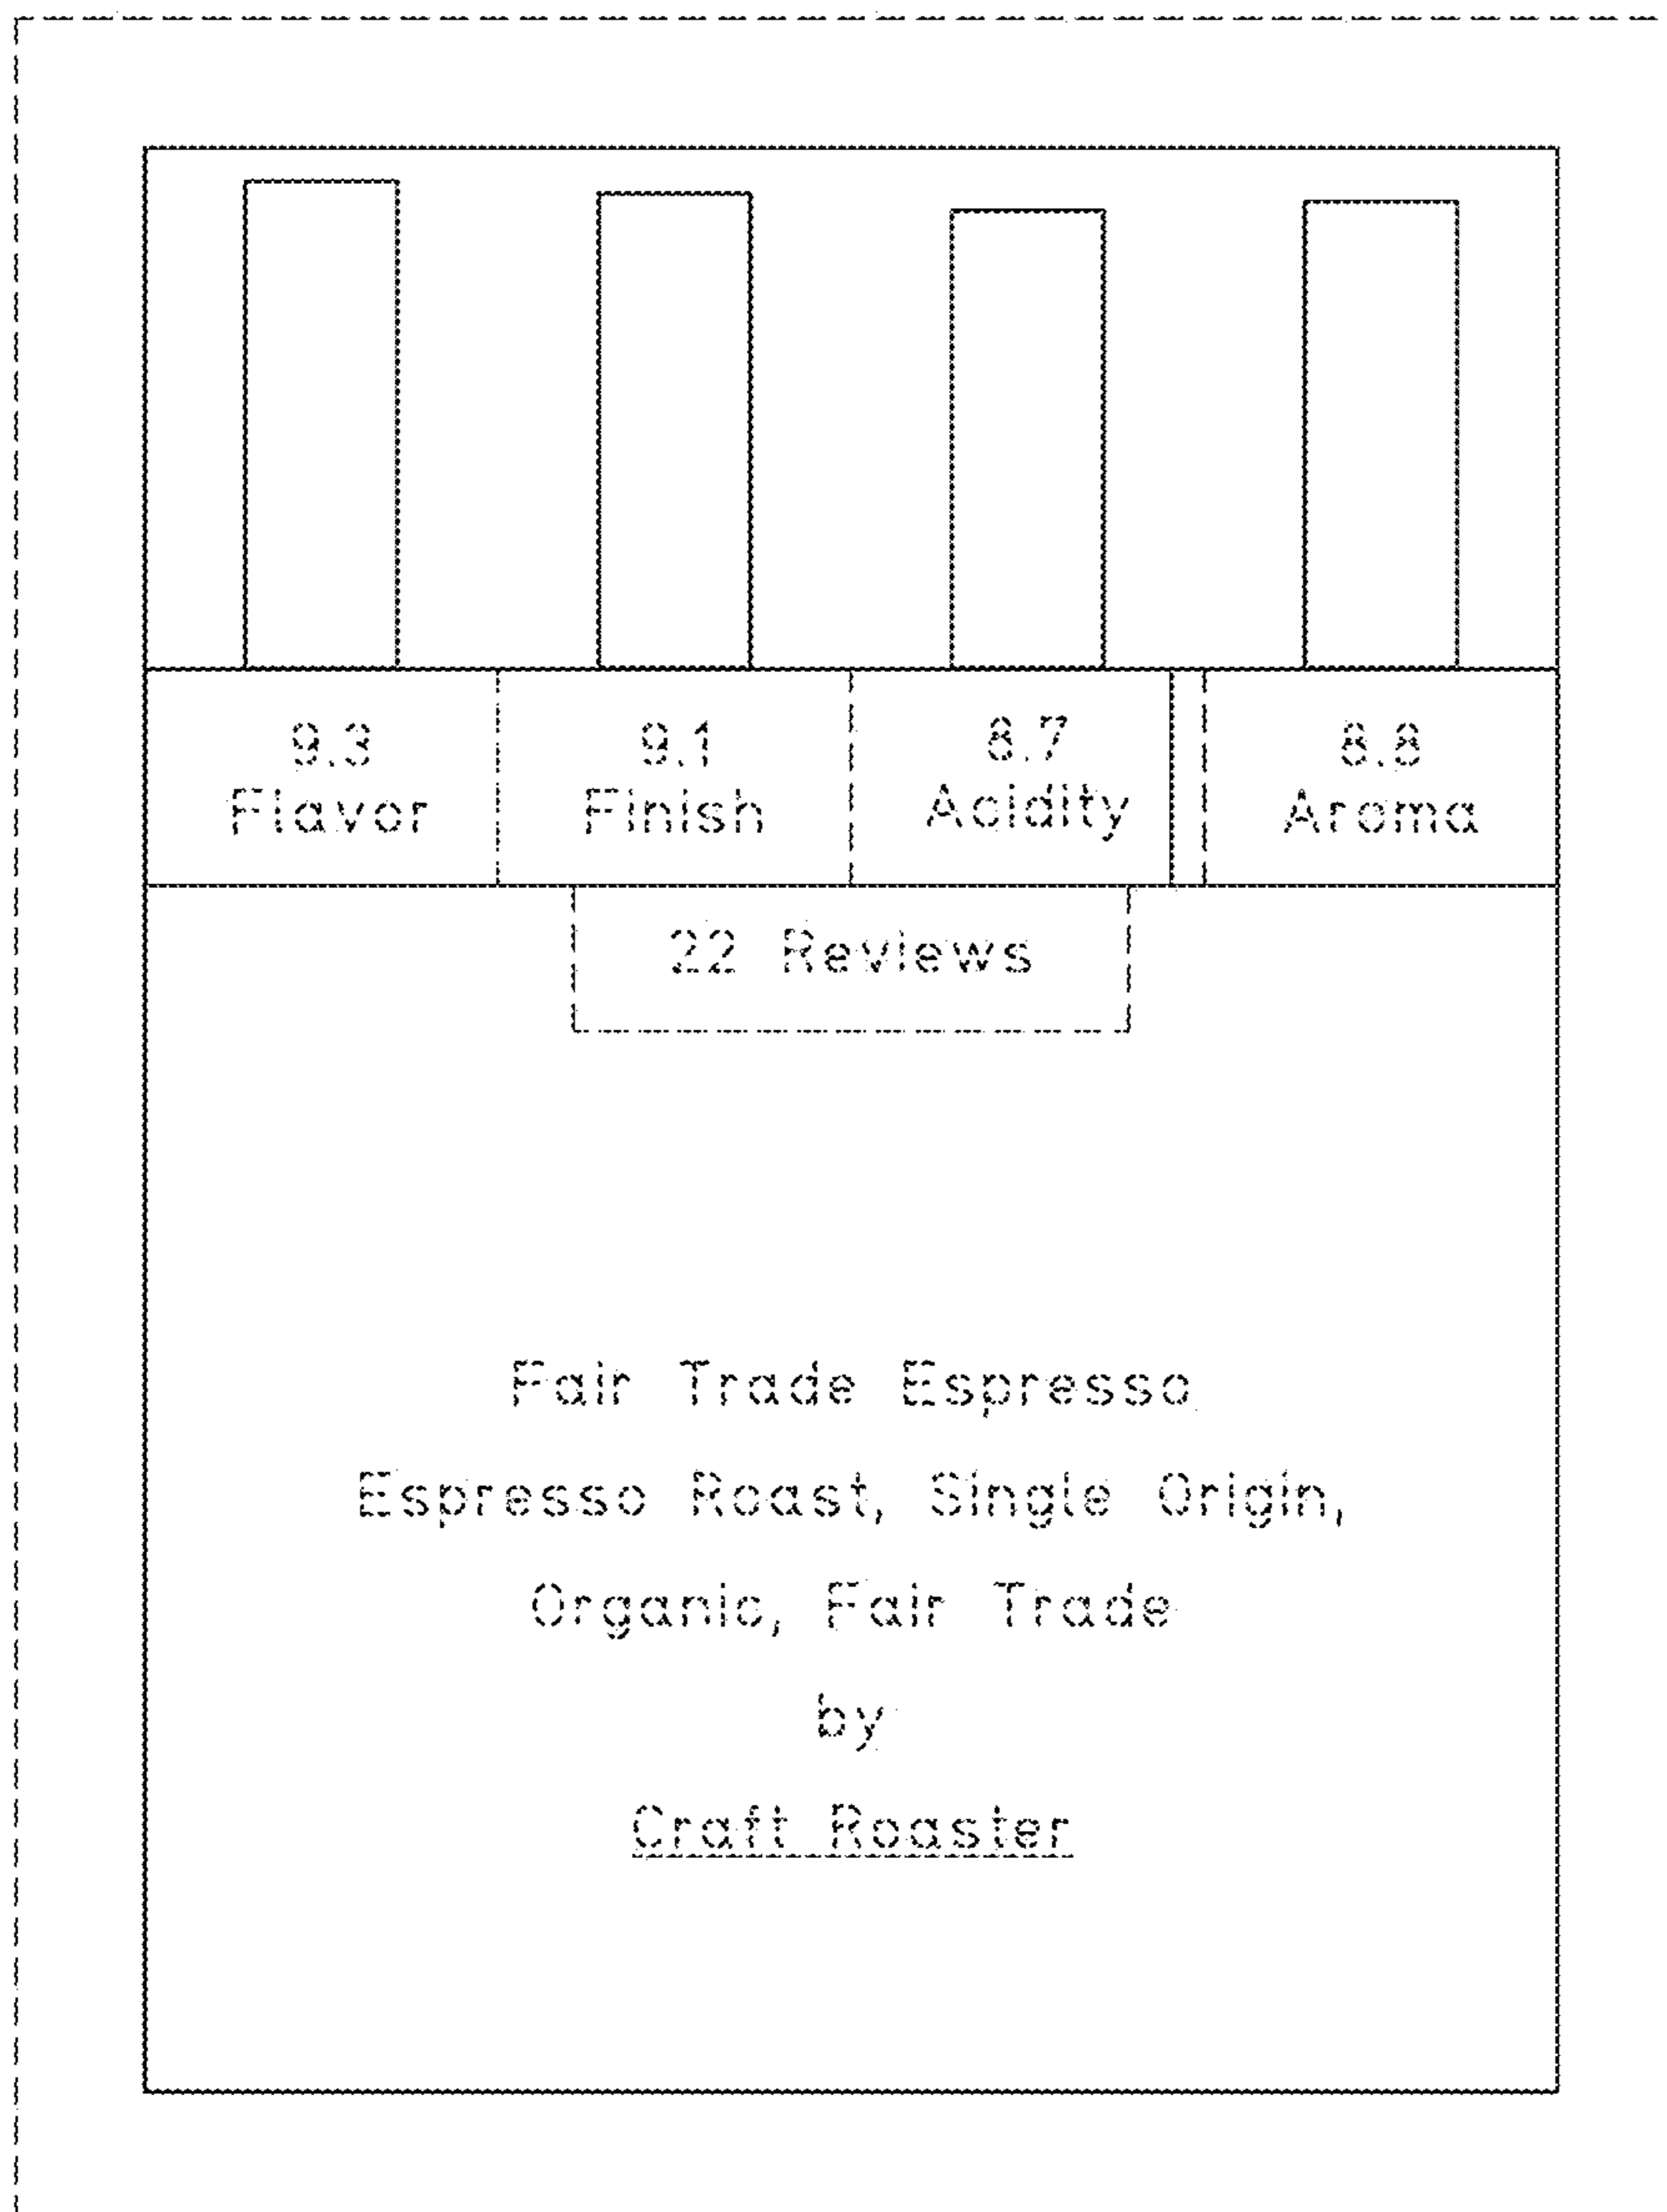 9.3 9.1 8.7 8.8
Flavor Finish Acidity Aroma
22 Reviews
Fair Trade Espresso
Espresso Roast, Single Origin,
Organic, Fair Trade
by
Craft Roaster